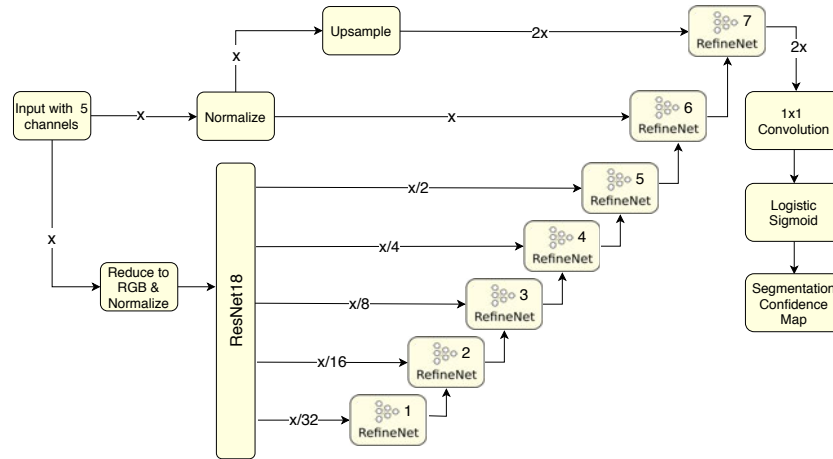 7
Upsample
2x
RefineNet
2x
x
Input with 5
channels
x
Normalize
x
6
RefineNet
1x1
Convolution
x/2
5
RefineNet
x
ResNet18
x/4
4
RefineNet
Logistic
Sigmoid
Reduce to
RGB &
Normalize
x/8
3
RefineNet
Segmentation
Confidence
Map
x/16
2
RefineNet
x/32
1
RefineNet